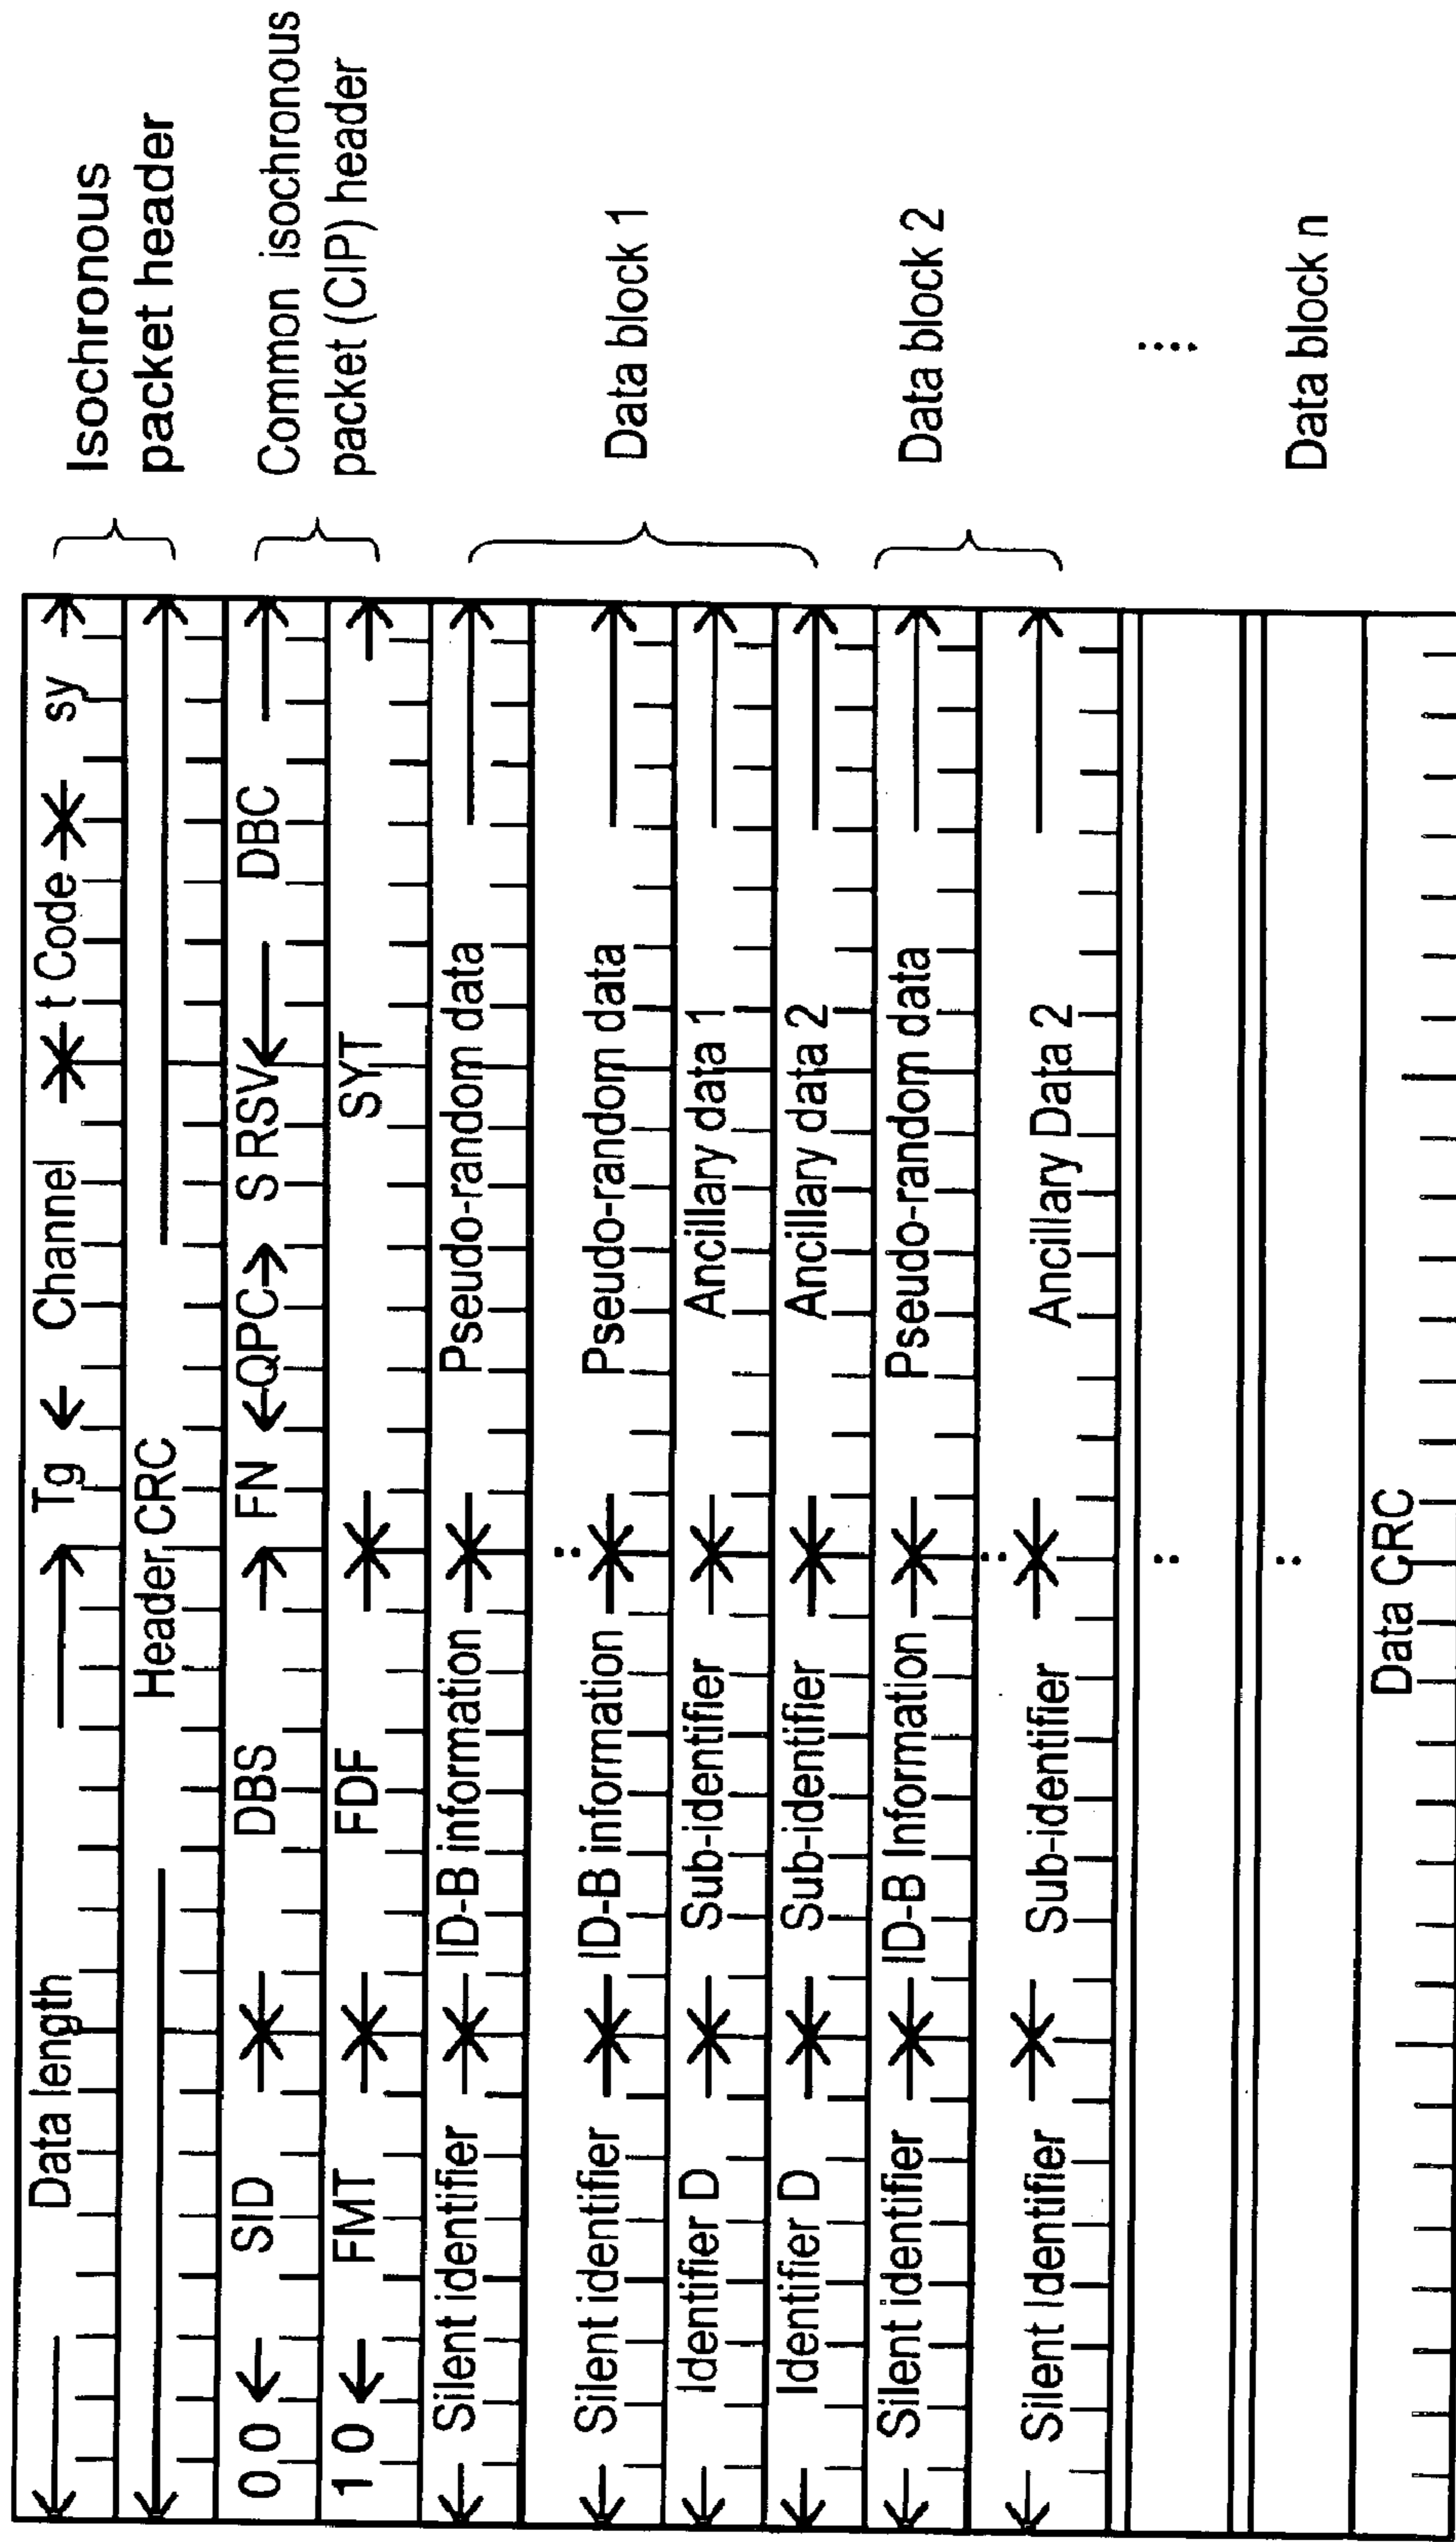 Data length Tg Channel t Code sy
Header CRC
Isochronous
packet header
0 0 SID DBS FN QPC S RSV DBC
1 0 FMT FDF SYT
Common isochronous
packet (CIP) header
Silent identifier ID-B information Pseudo-random data
Silent identifier ID-B information Pseudo-random data
Identifier D Sub-identifier Ancillary data 1
Identifier D Sub-identifier Ancillary data 2
Data block 1
Silent identifier ID-B Information Pseudo-random data
Silent Identifier Sub-identifier Ancillary Data 2
Data block 2
Data block n
Data CRC